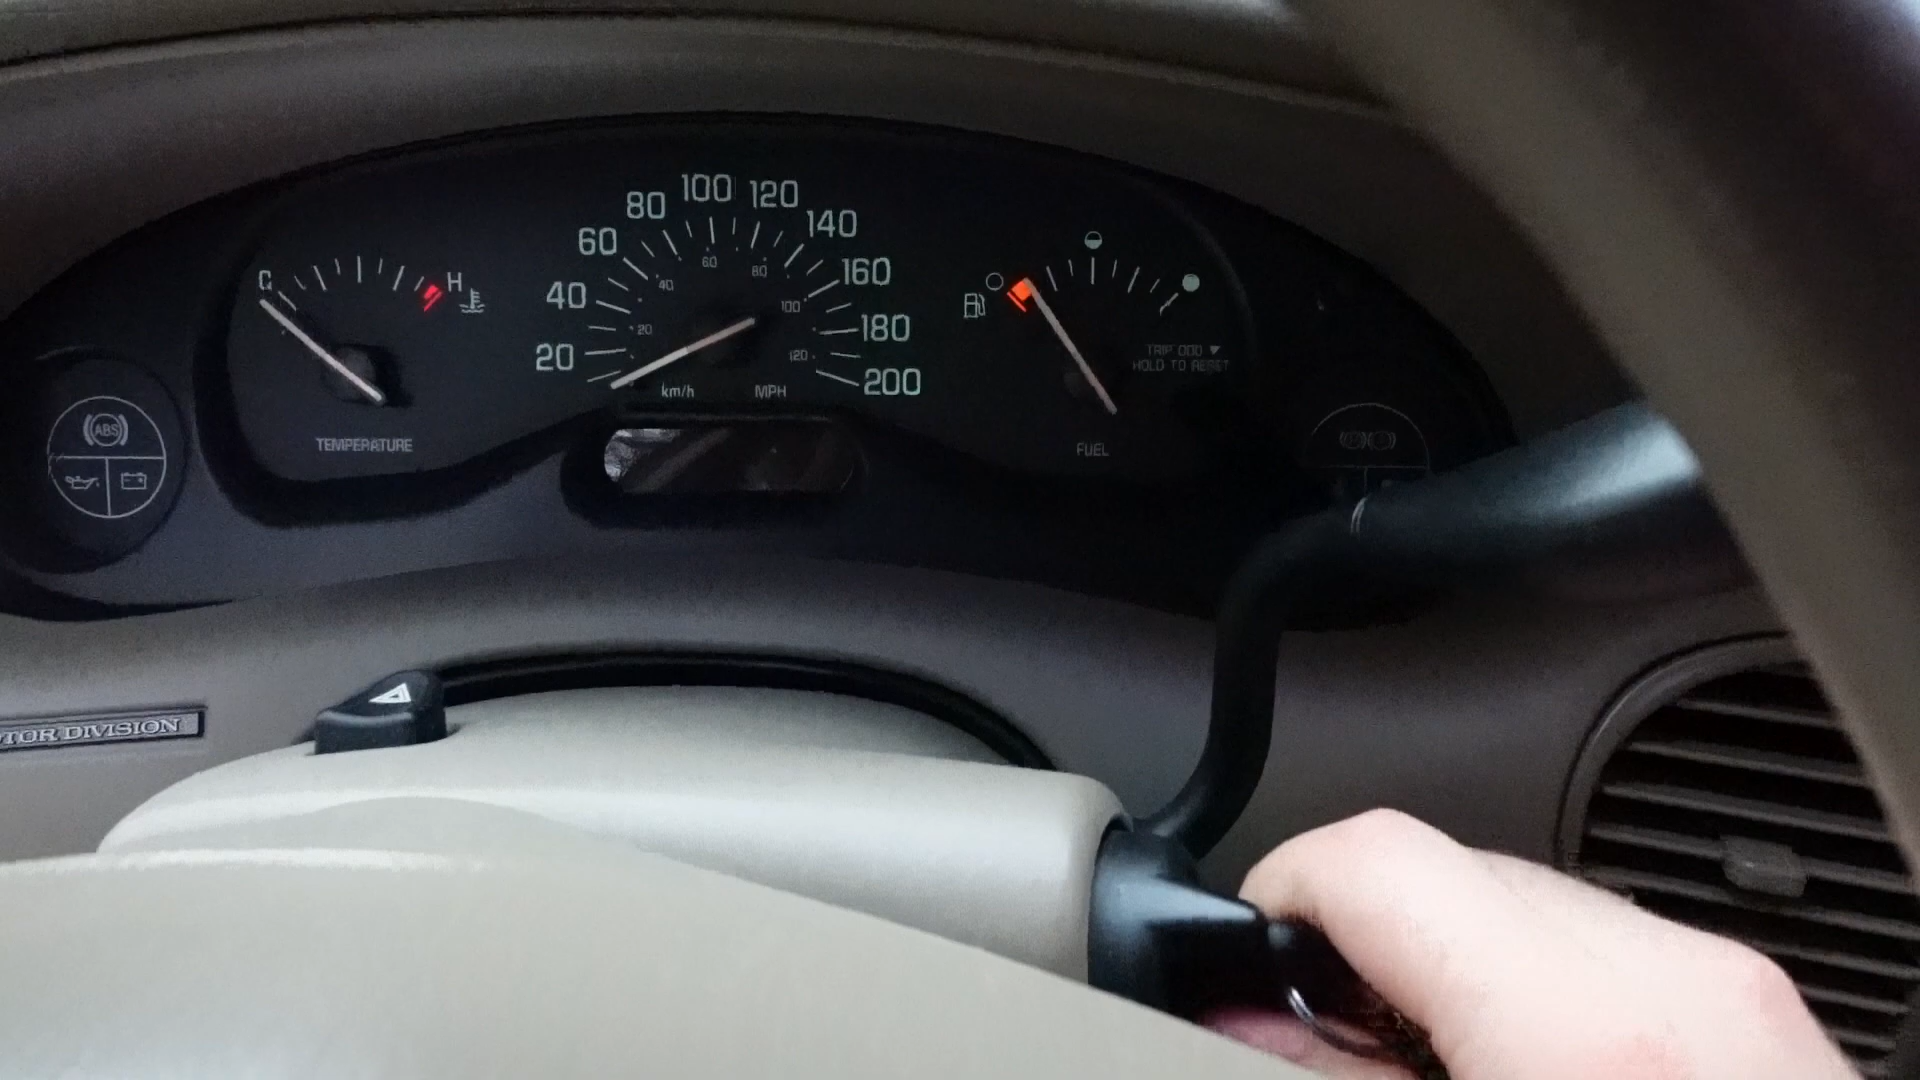 100 120
80 140
60 160
40 180
20 200
60
40 80
20 100
120
km/h MPH
C H
TEMPERATURE
TRIP ODO
HOLD TO RESET
FUEL
ABS
TOR DIVISION